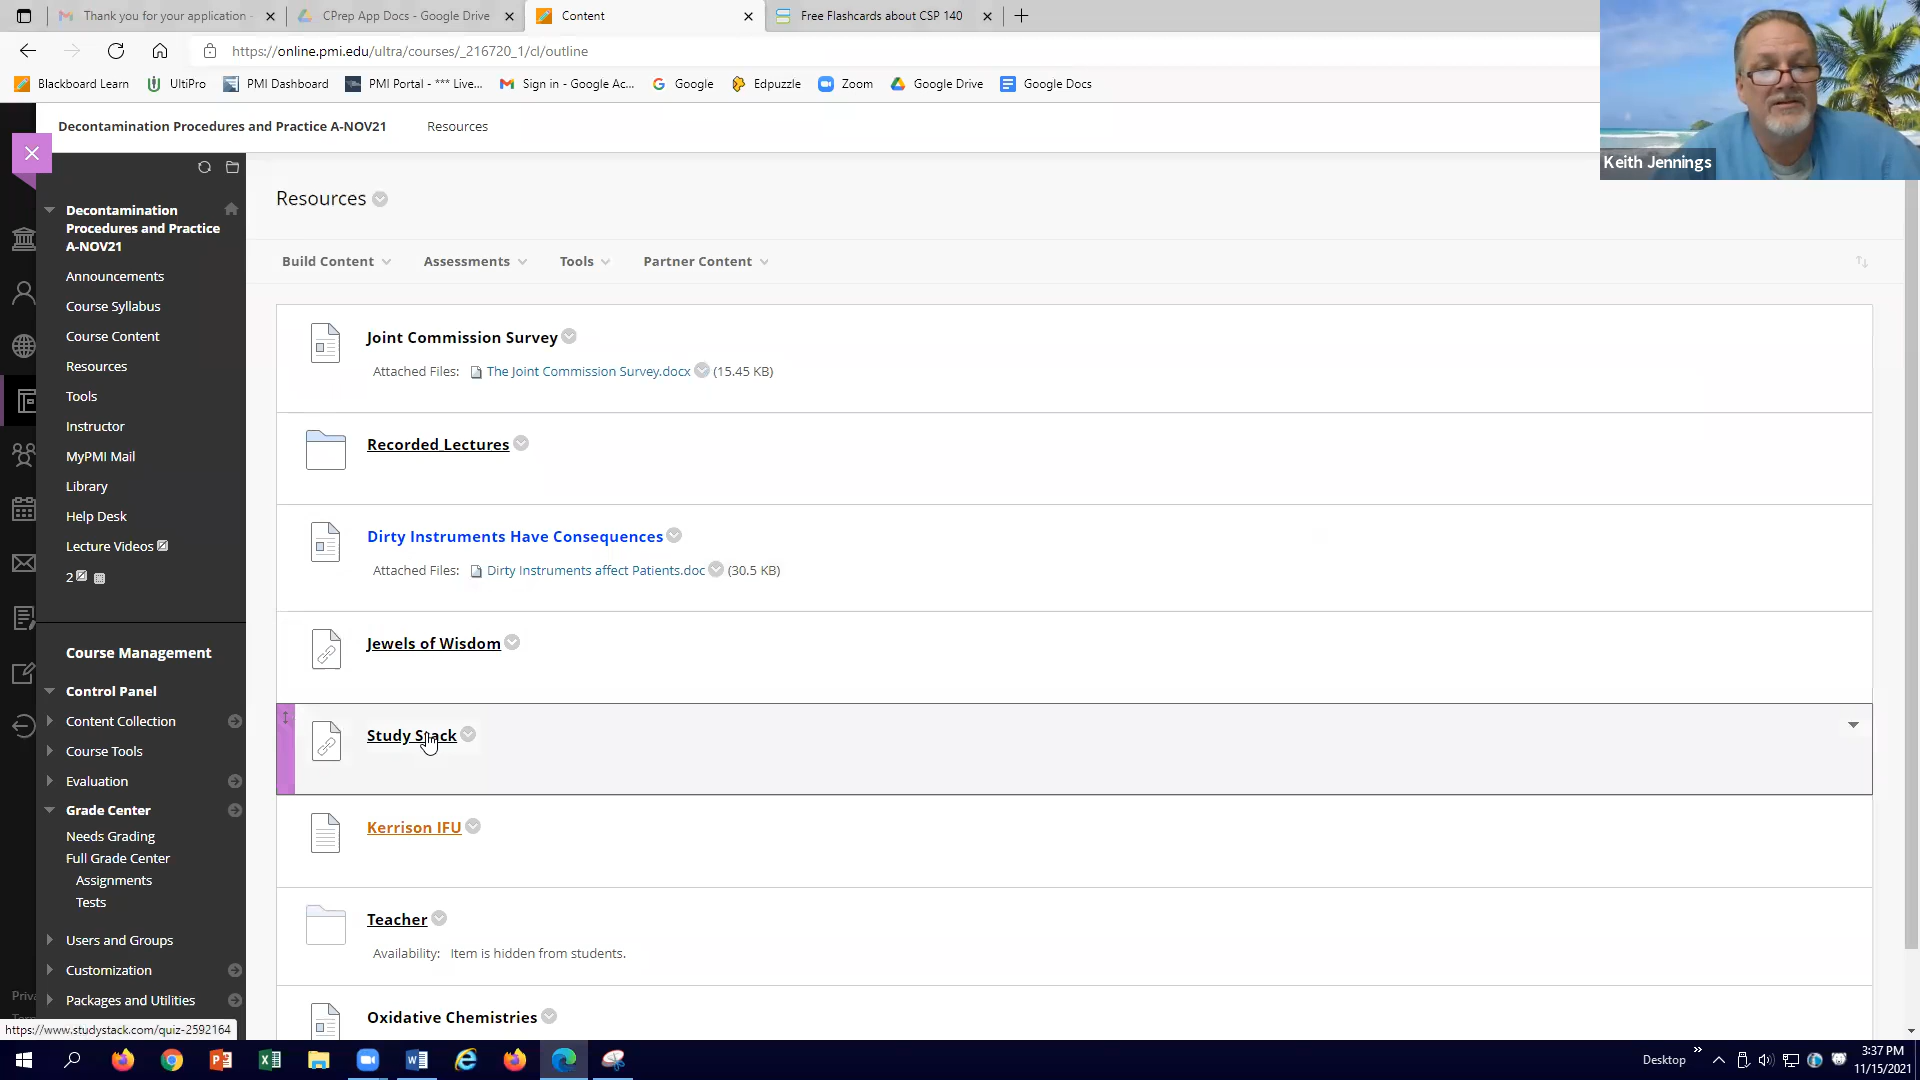 Thank you for your application -
CPrep App Docs - Google Drive
Content
Free Flashcards about CSP 140
https://online.pmi.edu/ultra/courses/_216720_1/cl/outline
Blackboard Learn
UltiPro
PMI Dashboard
PMI Portal - *** Live...
Sign in - Google Ac...
Google
Edpuzzle
Zoom
Google Drive
Google Docs
Keith Jennings
Decontamination Procedures and Practice A-NOV21
Resources
Decontamination
Procedures and Practice
A-NOV21
Announcements
Course Syllabus
Course Content
Resources
Tools
Instructor
MyPMI Mail
Library
Help Desk
Lecture Videos
2
Course Management
Control Panel
Content Collection
Course Tools
Evaluation
Grade Center
Needs Grading
Full Grade Center
Assignments
Tests
Users and Groups
Customization
Packages and Utilities
Priva
https://www.studystack.com/quiz-2592164
Resources
Build Content
Assessments
Tools
Partner Content
Joint Commission Survey
Attached Files: The Joint Commission Survey.docx (15.45 KB)
Recorded Lectures
Dirty Instruments Have Consequences
Attached Files: Dirty Instruments affect Patients.doc (30.5 KB)
Jewels of Wisdom
Study Stack
Kerrison IFU
Teacher
Availability: Item is hidden from students.
Oxidative Chemistries
Desktop
3:37 PM
11/15/2021